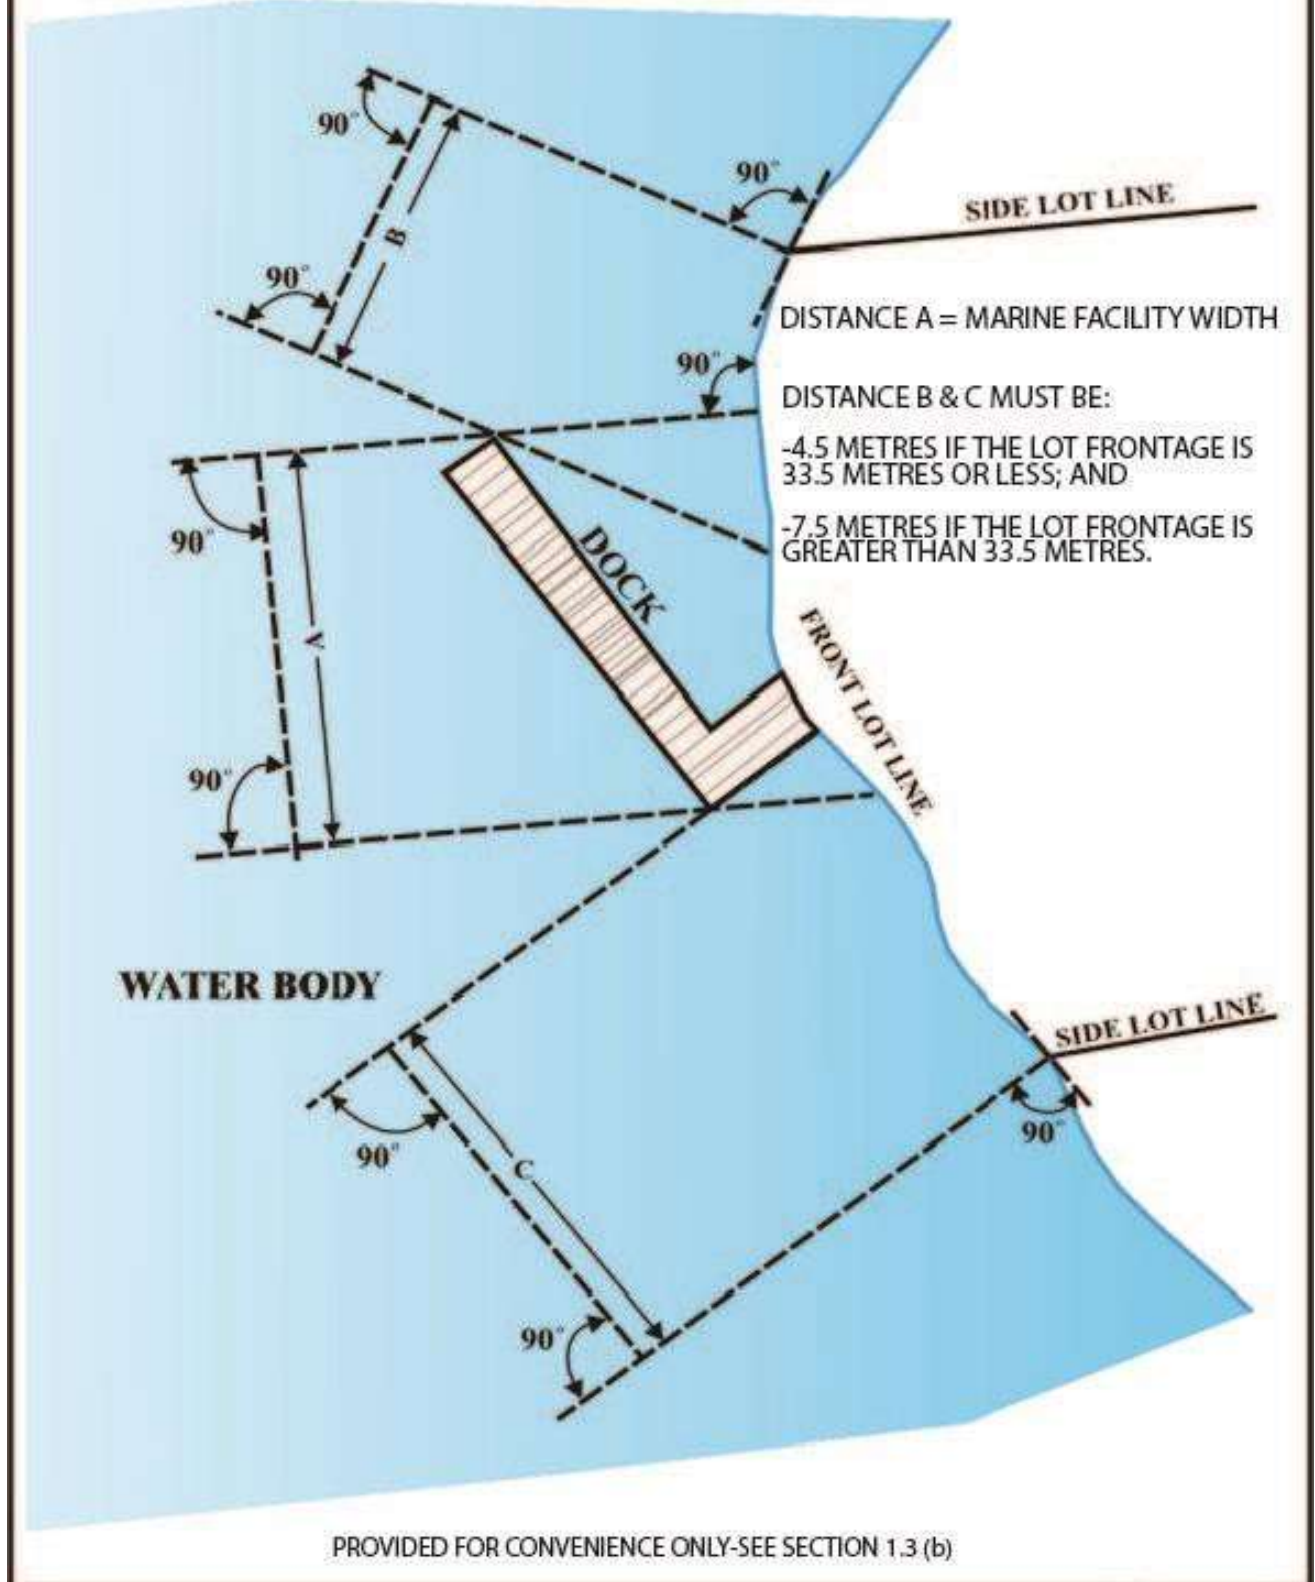 90°
90°
SIDE LOT LINE
B
90°
DISTANCE A = MARINE FACILITY WIDTH
90°
DISTANCE B & C MUST BE:
-4.5 METRES IF THE LOT FRONTAGE IS
33.5 METRES OR LESS; AND
-7.5 METRES IF THE LOT FRONTAGE IS
GREATER THAN 33.5 METRES.
90°
DOCK
A
FRONT LOT LINE
90°
WATER BODY
SIDE LOT LINE
90°
90°
C
90°
PROVIDED FOR CONVENIENCE ONLY-SEE SECTION 1.3 (b)